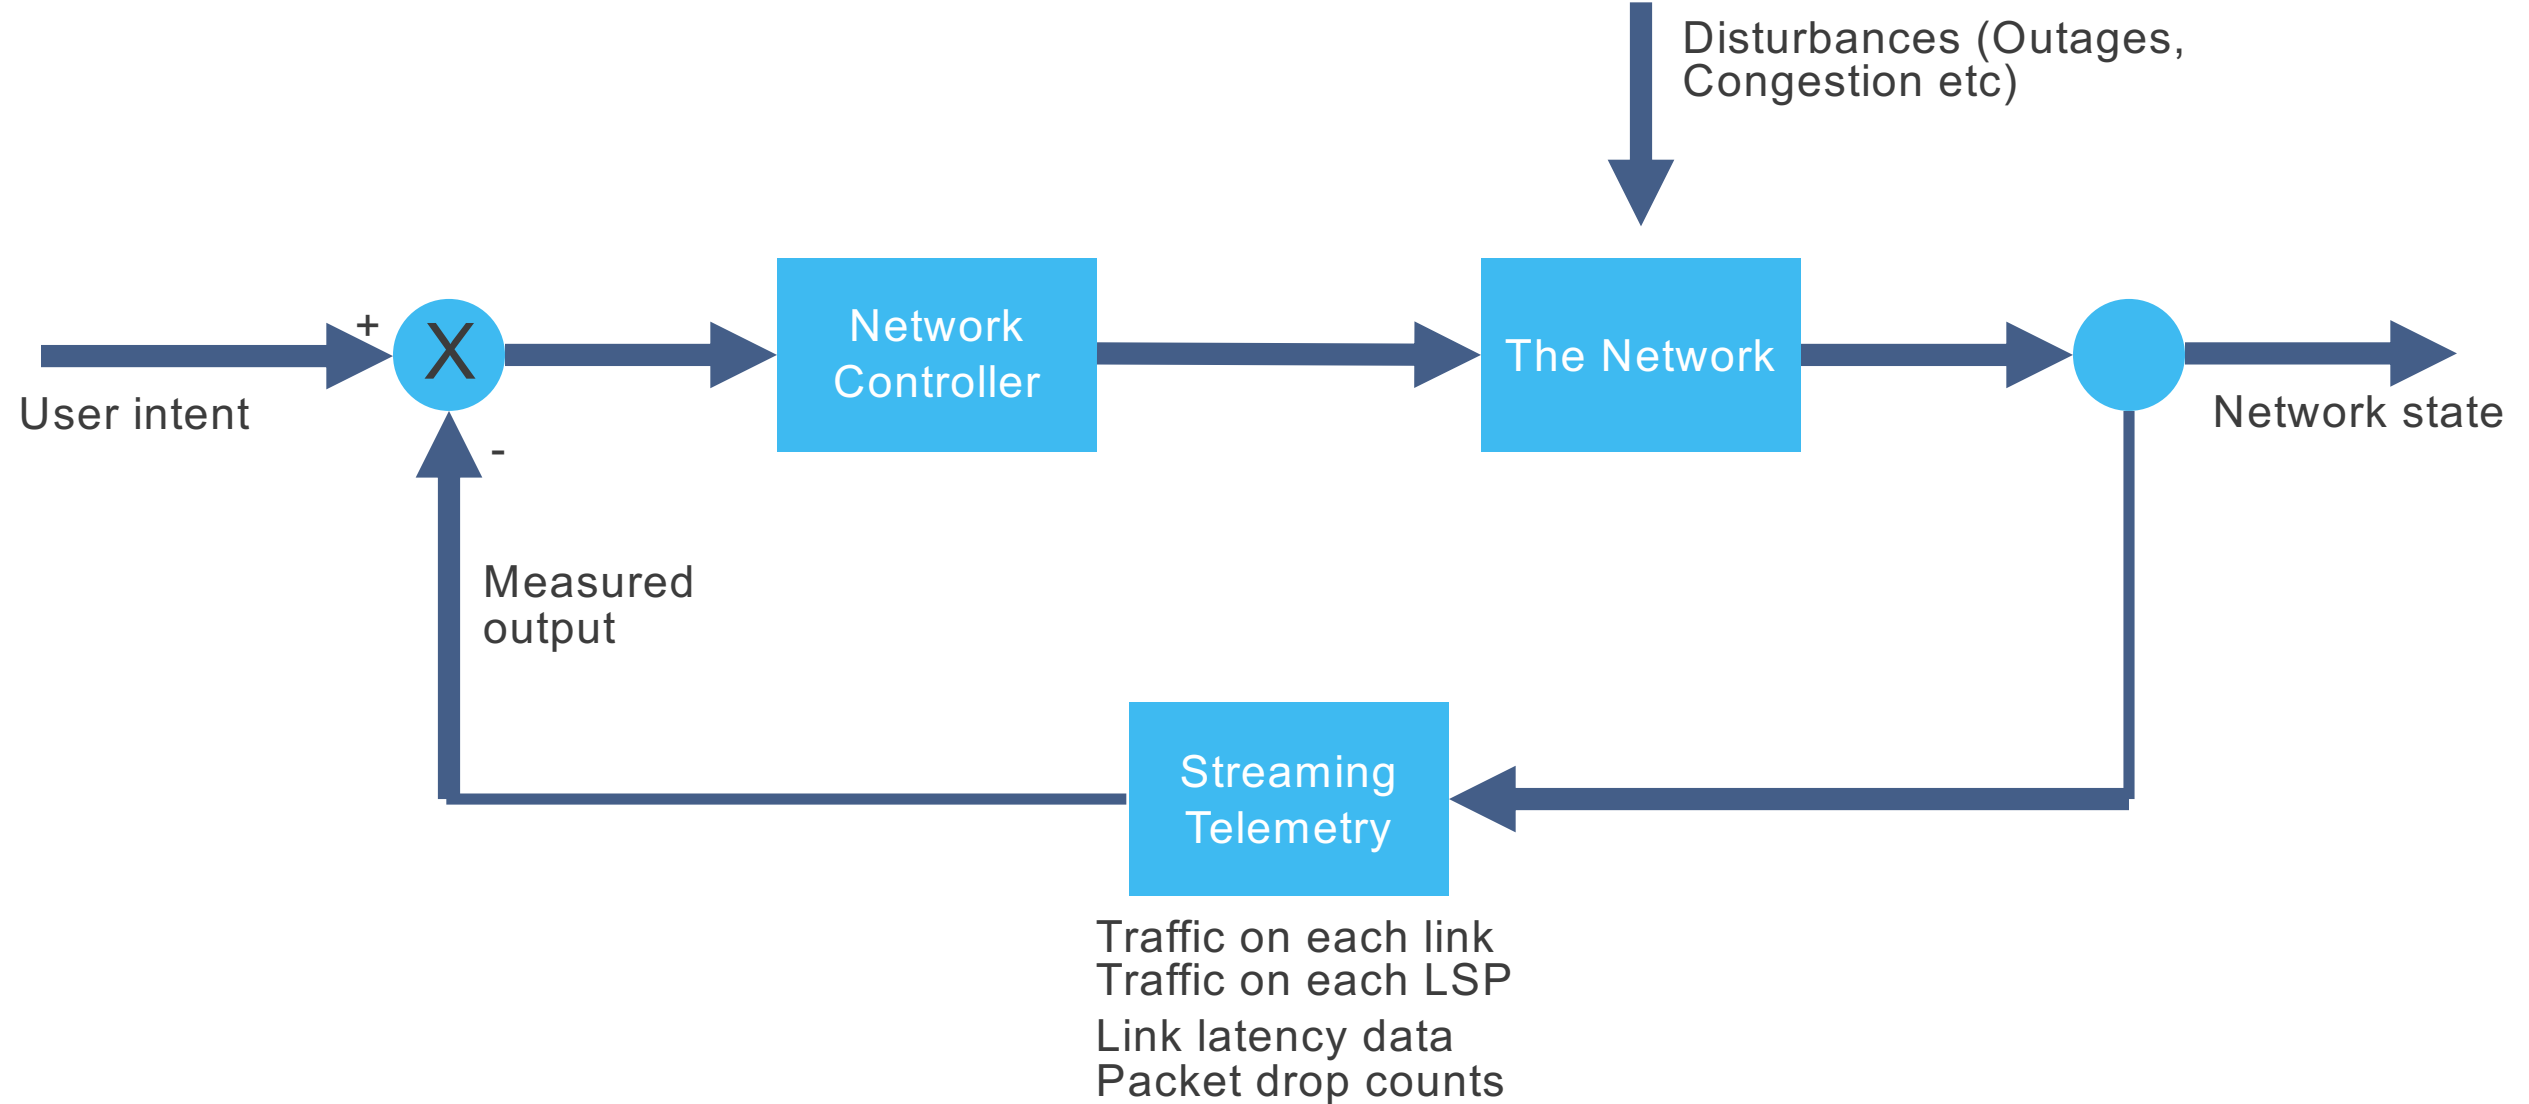 Disturbances (Outages,
Congestion etc)
+
X
Network
Controller
The Network
User intent
Network state
-
Measured
output
Streaming
Telemetry
Traffic on each link
Traffic on each LSP
Link latency data
Packet drop counts